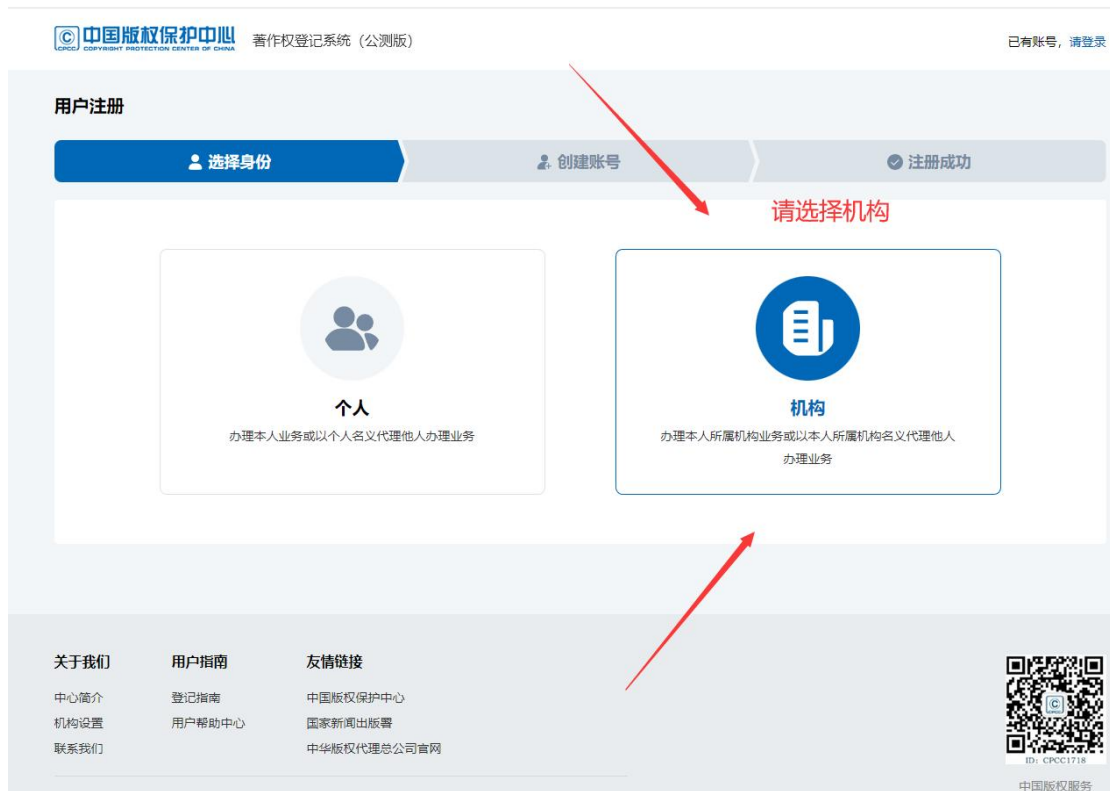 中国版权保护中心
CPCC COPYRIGHT PROTECTION CENTER OF CHINA
著作权登记系统（公测版）
已有账号，请登录
用户注册
选择身份
创建账号
注册成功
请选择机构
个人
办理本人业务或以个人名义代理他人办理业务
机构
办理本人所属机构业务或以本人所属机构名义代理他人
办理业务
关于我们
用户指南
友情链接
中心简介
登记指南
中国版权保护中心
机构设置
用户帮助中心
国家新闻出版署
联系我们
中华版权代理总公司官网
ID: CPCC1718
中国版权服务